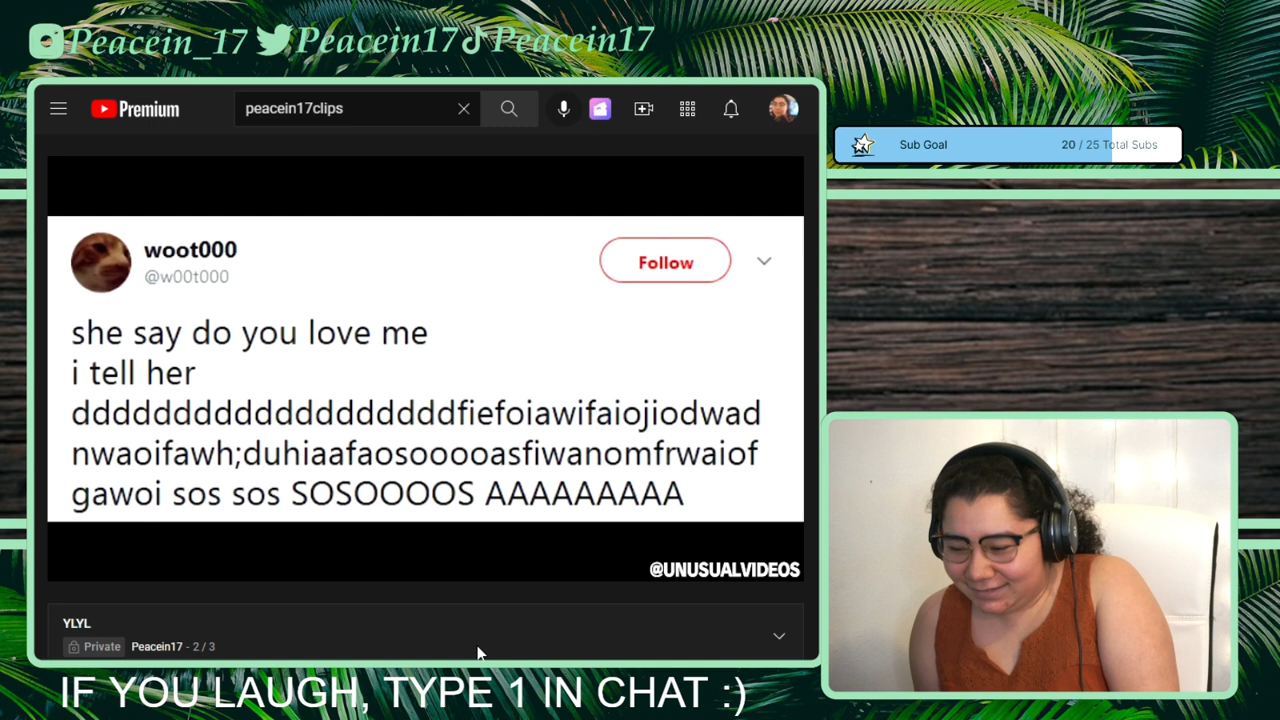 Peacein_17 Peacein17 Peacein17
Premium
peacein17clips
Sub Goal 20 / 25 Total Subs
woot000
@w00t000
Follow
she say do you love me
i tell her
dddddddddddddddddddfiefoiawifaiojiodwad
nwaoifawh;duhiaafaosooooasfiwanomfrwaiof
gawoi sos sos SOSOOOOS AAAAAAAAA
@UNUSUALVIDEOS
YLYL
Private Peacein17 - 2 / 3
IF YOU LAUGH, TYPE 1 IN CHAT :)